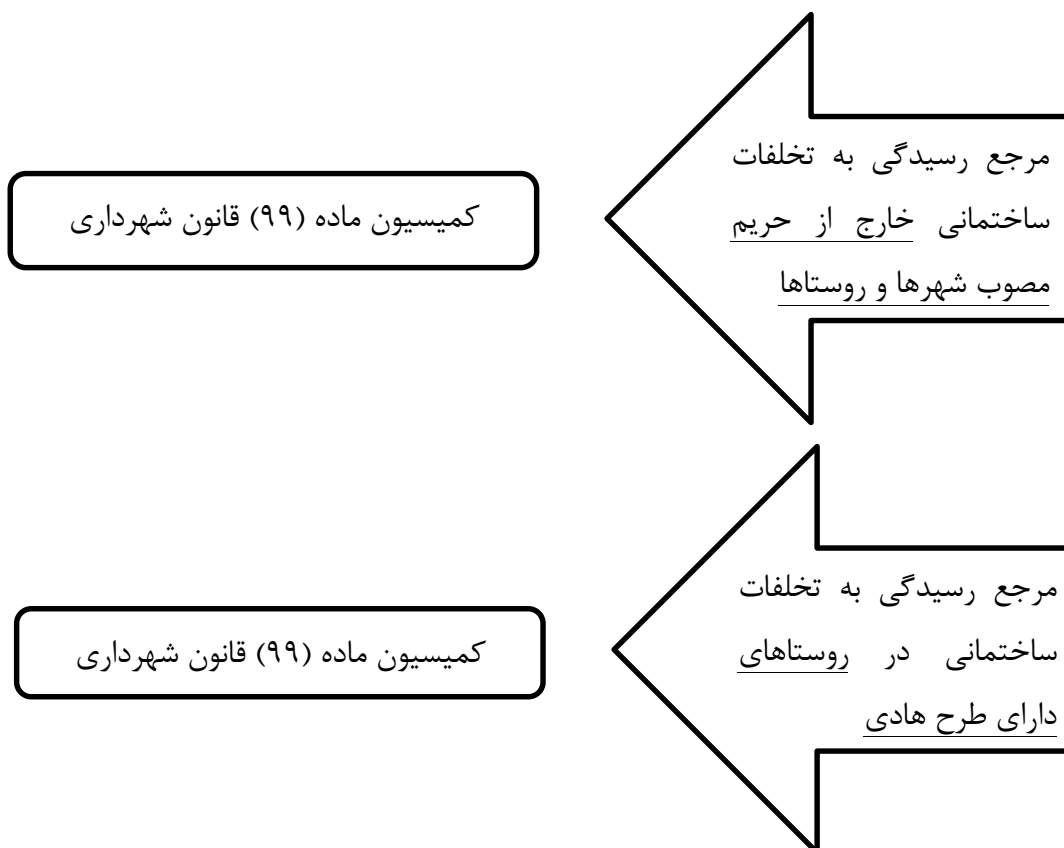 مرجع رسیدگی به تخلفات
ساختمانی خارج از حریم
مصوب شهرها و روستاها
کمیسیون ماده (۹۹) قانون شهرداری
مرجع رسیدگی به تخلفات
ساختمانی در روستاهای
دارای طرح هادی
کمیسیون ماده (۹۹) قانون شهرداری